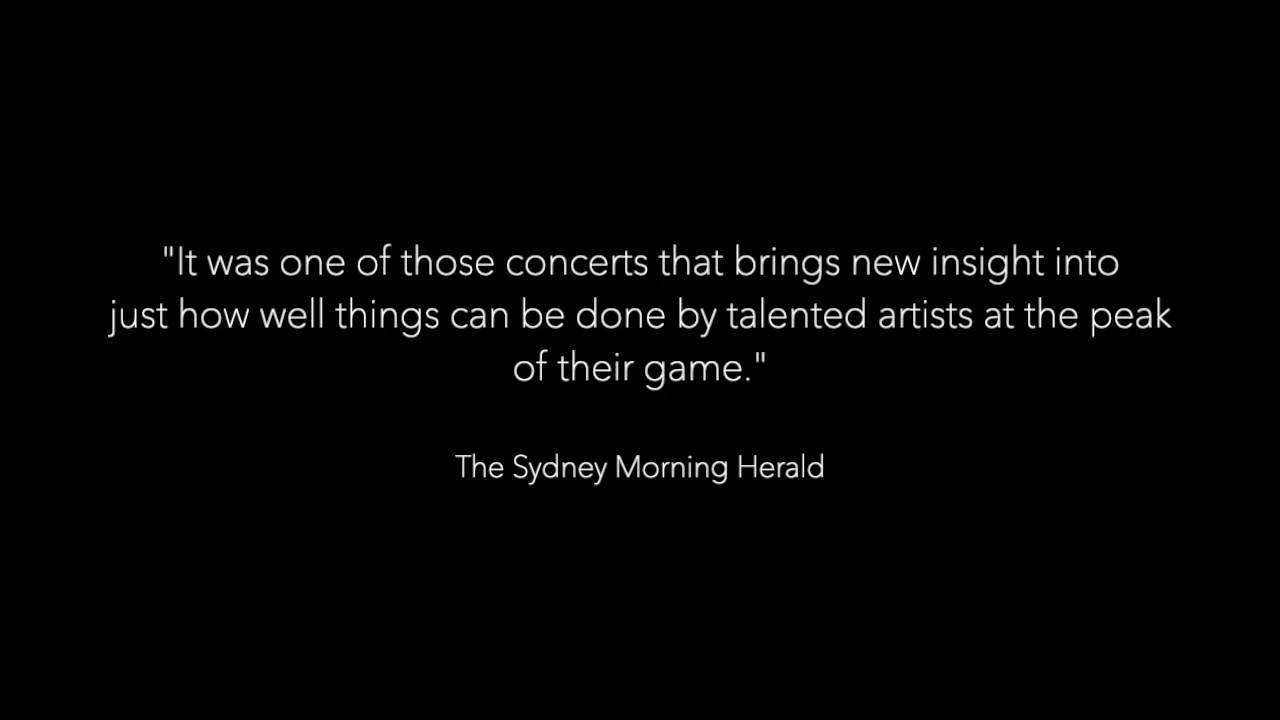 "It was one of those concerts that brings new insight into
just how well things can be done by talented artists at the peak
of their game."
The Sydney Morning Herald